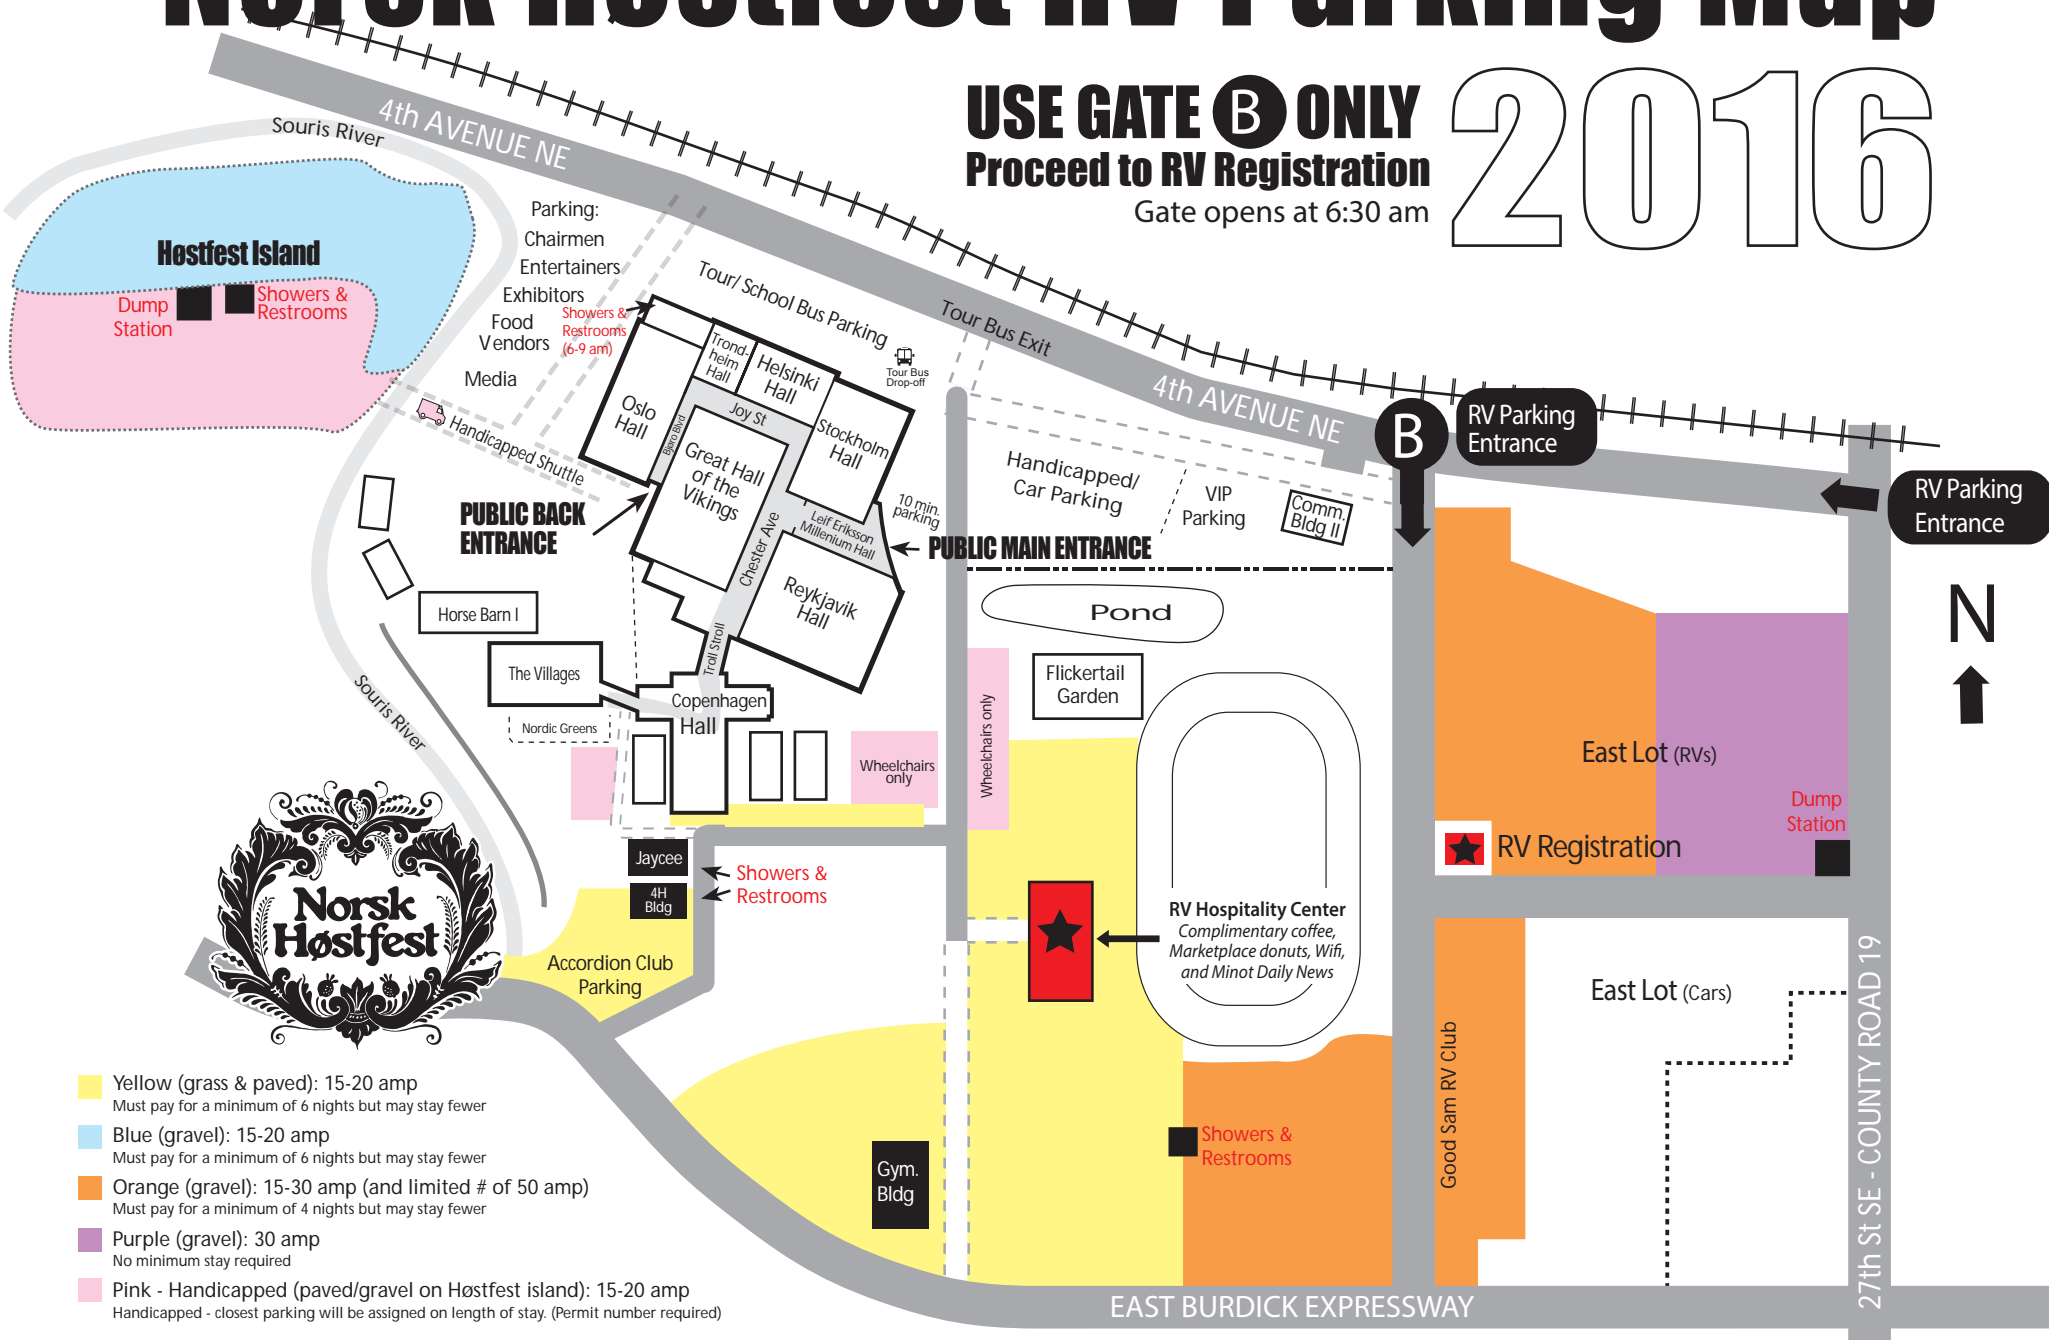 Norsk Høstfest RV Parking Map
2016
USE GATE B ONLY
Proceed to RV Registration
Gate opens at 6:30 am
4th AVENUE NE
Souris River
Høstfest Island
Dump
Station
Showers &
Restrooms
Parking:
Chairmen
Entertainers
Exhibitors
Food
Vendors
Media
Showers &
Restrooms
(6-9 am)
Tour/ School Bus Parking
Tour Bus
Drop-off
Tour Bus Exit
4th AVENUE NE
B
RV Parking
Entrance
RV Parking
Entrance
N
Handicapped Shuttle
Oslo
Hall
Trond-
heim
Hall
Helsinki
Hall
Stockholm
Hall
Joy St
Bjøro Blvd
Great Hall
of the
Vikings
Chester Ave
Leif Eriksson
Millenium Hall
10 min.
parking
Reykjavik
Hall
Troll Stroll
PUBLIC BACK
ENTRANCE
PUBLIC MAIN ENTRANCE
Handicapped/
Car Parking
VIP
Parking
Comm.
Bldg II
Pond
Flickertail
Garden
Horse Barn I
The Villages
Nordic Greens
Copenhagen
Hall
Wheelchairs
only
Wheelchairs only
Souris River
East Lot (RVs)
Dump
Station
RV Registration
Jaycee
4H
Bldg
Showers &
Restrooms
Accordion Club
Parking
Norsk
Høstfest
RV Hospitality Center
Complimentary coffee,
Marketplace donuts, Wifi,
and Minot Daily News
East Lot (Cars)
Good Sam RV Club
27th St SE - COUNTY ROAD 19
Showers &
Restrooms
Gym.
Bldg
EAST BURDICK EXPRESSWAY
Yellow (grass & paved): 15-20 amp
Must pay for a minimum of 6 nights but may stay fewer
Blue (gravel): 15-20 amp
Must pay for a minimum of 6 nights but may stay fewer
Orange (gravel): 15-30 amp (and limited # of 50 amp)
Must pay for a minimum of 4 nights but may stay fewer
Purple (gravel): 30 amp
No minimum stay required
Pink - Handicapped (paved/gravel on Høstfest island): 15-20 amp
Handicapped - closest parking will be assigned on length of stay. (Permit number required)